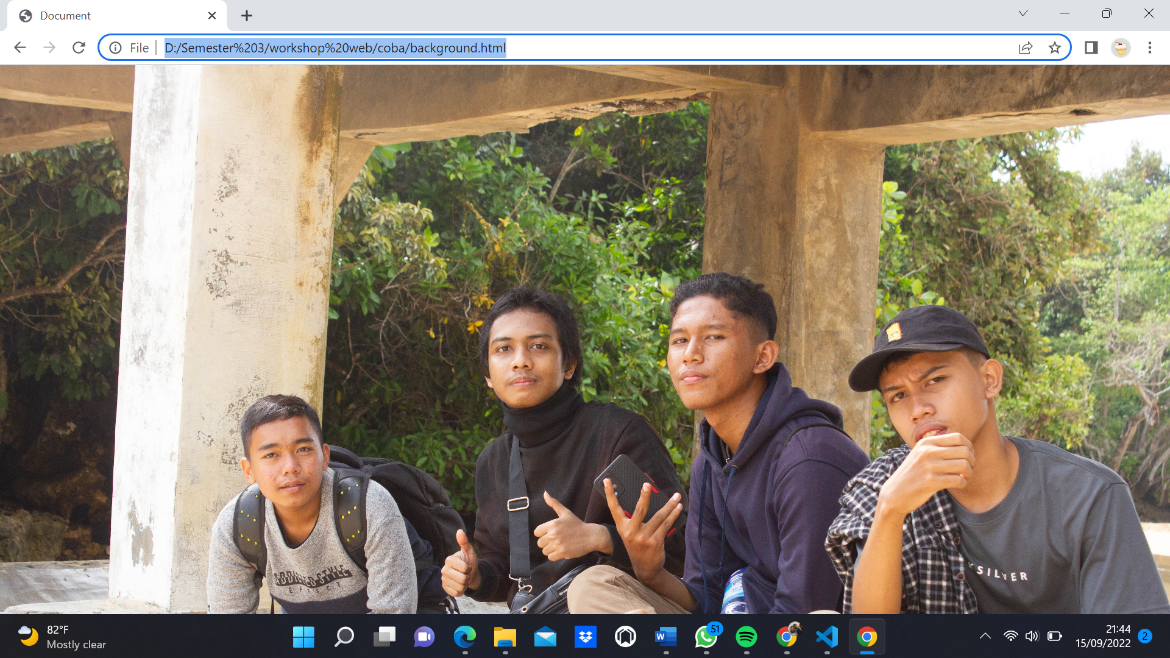 Document
File
D:/Semester%203/workshop%20web/coba/background.html
SILVER
82°F
Mostly clear
51
21:44
15/09/2022
2